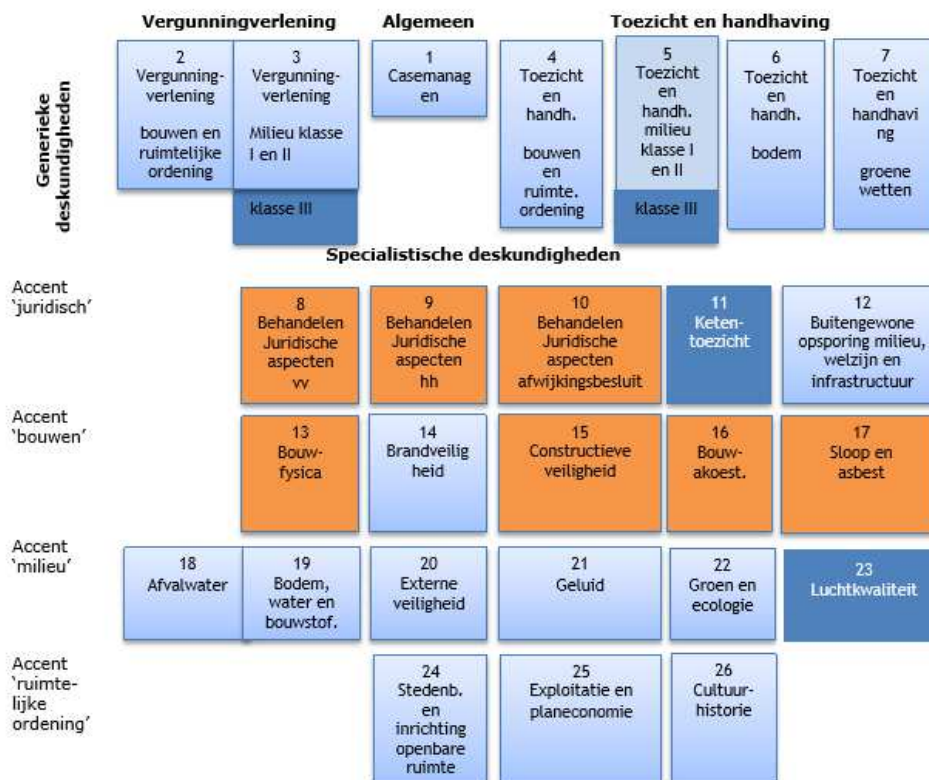 Vergunningverlening
Algemeen
Toezicht en handhaving
Generieke
deskundigheden
2
Vergunning-
verlening
bouwen en
ruimtelijke
ordening
3
Vergunning-
verlening
Milieu klasse
I en II
klasse III
1
Casemanag
en
4
Toezicht
en
handh.
bouwen
en
ruimte.
ordening
5
Toezicht
en
handh.
milieu
klasse I
en II
klasse III
6
Toezicht
en
handh.
bodem
7
Toezicht
en
handhavi
ng
groene
wetten
Specialistische deskundigheden
Accent
‘juridisch’
8
Behandelen
Juridische
aspecten
vv
9
Behandelen
Juridische
aspecten
hh
10
Behandelen
Juridische
aspecten
afwijkingsbesluit
11
Keten-
toezicht
12
Buitengewone
opsporing milieu,
welzijn en
infrastructuur
Accent
‘bouwen’
13
Bouw-
fysica
14
Brandveilig
heid
15
Constructieve
veiligheid
16
Bouw-
akoest.
17
Sloop en
asbest
Accent
‘milieu’
18
Afvalwater
19
Bodem,
water en
bouwstof.
20
Externe
veiligheid
21
Geluid
22
Groen en
ecologie
23
Luchtkwaliteit
Accent
‘ruimte-
lijke
ordening’
24
Stedenb.
en
inrichting
openbare
ruimte
25
Exploitatie en
planeconomie
26
Cultuur-
historie